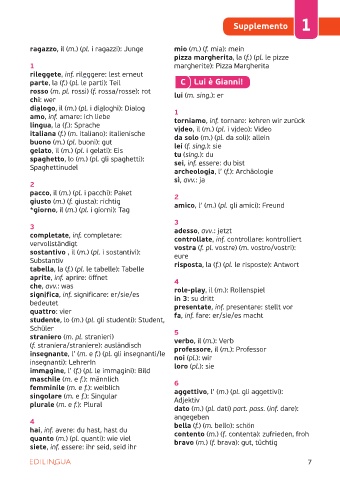 Supplemento 1
ragazzo, il (m.) (pl. i ragazzi): Junge
1
rileggete, inf. rileggere: lest erneut
parte, la (f.) (pl. le parti): Teil
rosso (m. pl. rossi) (f. rossa/rosse): rot
chi: wer
dialogo, il (m.) (pl. i dialoghi): Dialog
amo, inf. amare: ich liebe
lingua, la (f.): Sprache
italiana (f.) (m. italiano): italienische
buono (m.) (pl. buoni): gut
gelato, il (m.) (pl. i gelati): Eis
spaghetto, lo (m.) (pl. gli spaghetti):
Spaghettinudel
2
pacco, il (m.) (pl. i pacchi): Paket
giusto (m.) (f. giusta): richtig
*giorno, il (m.) (pl. i giorni): Tag
3
completate, inf. completare:
vervollständigt
sostantivo , il (m.) (pl. i sostantivi):
Substantiv
tabella, la (f.) (pl. le tabelle): Tabelle
aprite, inf. aprire: öffnet
che, avv.: was
significa, inf. significare: er/sie/es
bedeutet
quattro: vier
studente, lo (m.) (pl. gli studenti): Student,
Schüler
straniero (m. pl. stranieri)
(f. straniera/straniere): ausländisch
insegnante, l' (m. e f.) (pl. gli insegnanti/le
insegnanti): LehrerIn
immagine, l' (f.) (pl. le immagini): Bild
maschile (m. e f.): männlich
femminile (m. e f.): weiblich
singolare (m. e f.): Singular
plurale (m. e f.): Plural
4
hai, inf. avere: du hast, hast du
quanto (m.) (pl. quanti): wie viel
siete, inf. essere: ihr seid, seid ihr
mio (m.) (f. mia): mein
pizza margherita, la (f.) (pl. le pizze
margherite): Pizza Margherita
C Lui è Gianni!
lui (m. sing.): er
1
torniamo, inf. tornare: kehren wir zurück
video, il (m.) (pl. i video): Video
da solo (m.) (pl. da soli): allein
lei (f. sing.): sie
tu (sing.): du
sei, inf. essere: du bist
archeologia, l' (f.): Archäologie
sì, avv.: ja
2
amico, l' (m.) (pl. gli amici): Freund
3
adesso, avv.: jetzt
controllate, inf. controllare: kontrolliert
vostra (f. pl. vostre) (m. vostro/vostri):
eure
risposta, la (f.) (pl. le risposte): Antwort
4
role-play, il (m.): Rollenspiel
in 3: su dritt
presentate, inf. presentare: stellt vor
fa, inf. fare: er/sie/es macht
5
verbo, il (m.): Verb
professore, il (m.): Professor
noi (pl.): wir
loro (pl.): sie
6
aggettivo, l' (m.) (pl. gli aggettivi):
Adjektiv
dato (m.) (pl. dati) part. pass. (inf. dare):
angegeben
bella (f.) (m. bello): schön
contento (m.) (f. contenta): zufrieden, froh
bravo (m.) (f. brava): gut, tüchtig
EDILINGUA
7